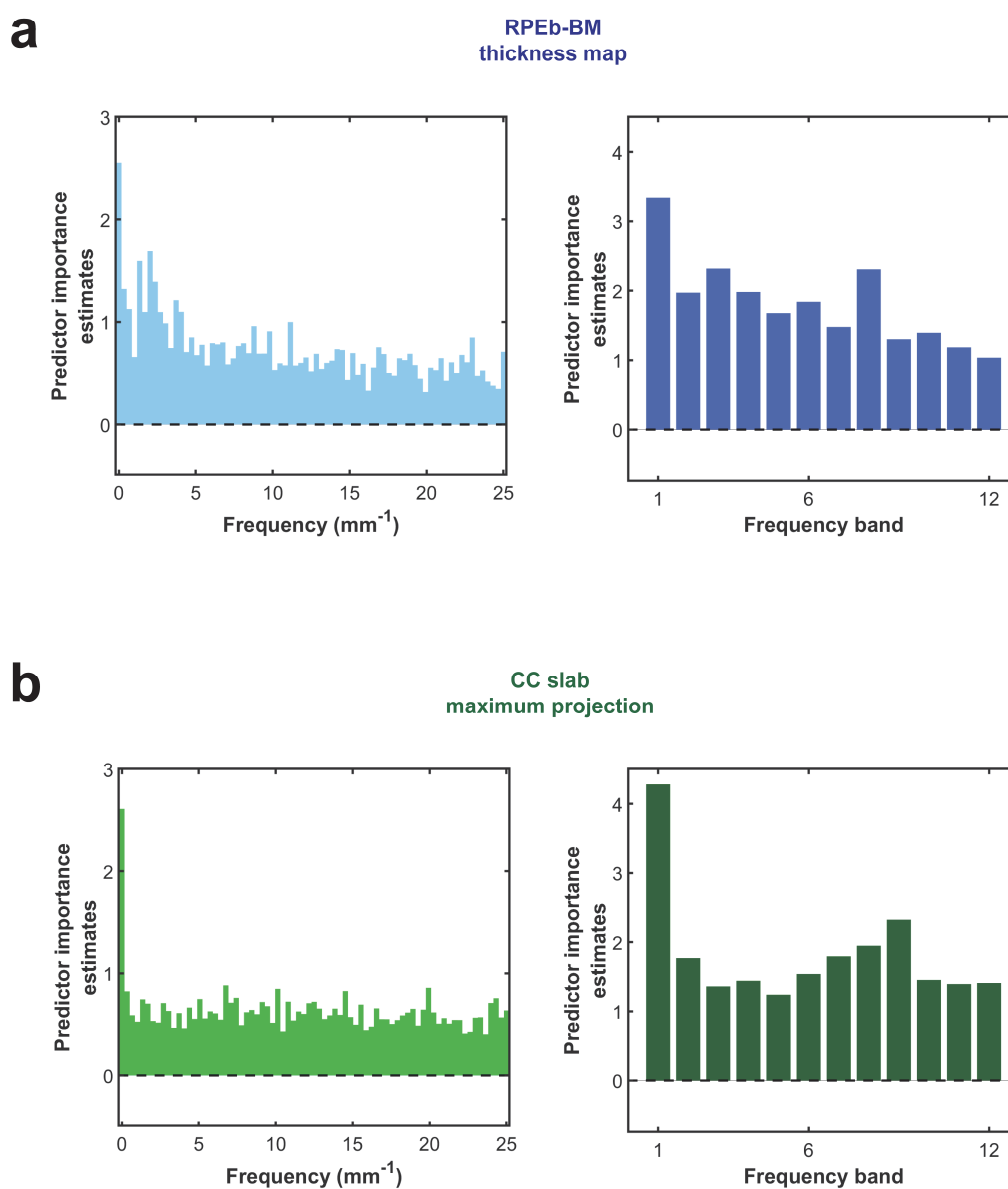 a
RPEb-BM
thickness map
3
2
1
0
0 5 10 15 20 25
Predictor importance
estimates
Frequency (mm⁻¹)
4
3
2
1
0
1 6 12
Predictor importance
estimates
Frequency band
b
CC slab
maximum projection
3
2
1
0
0 5 10 15 20 25
Predictor importance
estimates
Frequency (mm⁻¹)
4
3
2
1
0
1 6 12
Predictor importance
estimates
Frequency band